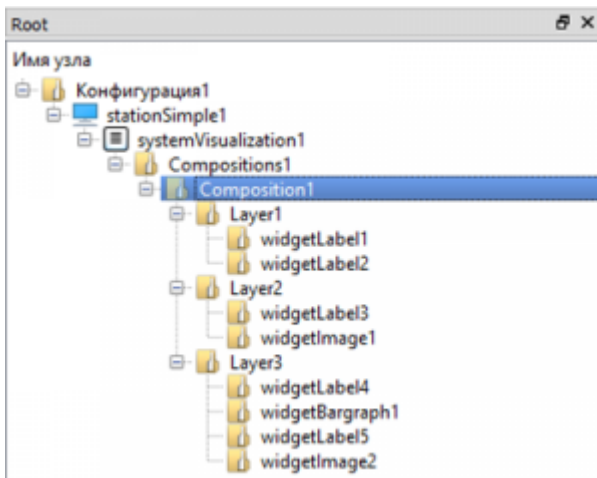 Root
Имя узла
Конфигурация1
stationSimple1
systemVisualization1
Compositions1
Composition1
Layer1
widgetLabel1
widgetLabel2
Layer2
widgetLabel3
widgetImage1
Layer3
widgetLabel4
widgetBargraph1
widgetLabel5
widgetImage2